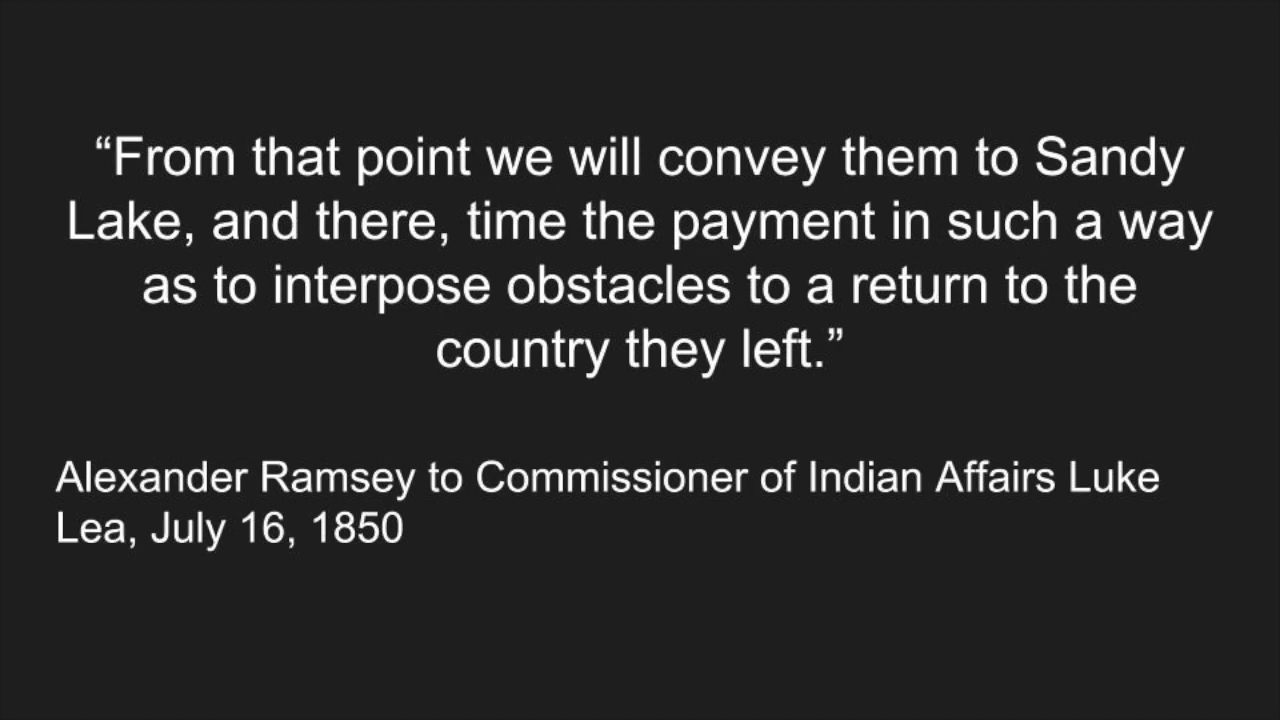 “From that point we will convey them to Sandy
Lake, and there, time the payment in such a way
as to interpose obstacles to a return to the
country they left.”
Alexander Ramsey to Commissioner of Indian Affairs Luke
Lea, July 16, 1850